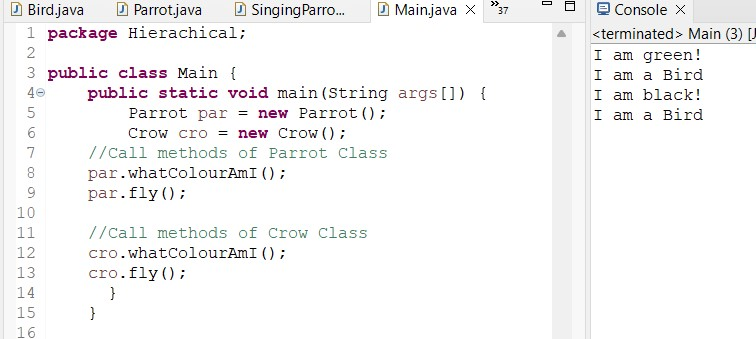 Bird.java Parrot.java SingingParro... Main.java × »37
1 package Hierachical;
2
3 public class Main {
4 public static void main(String args[]) {
5 Parrot par = new Parrot();
6 Crow cro = new Crow();
7 //Call methods of Parrot Class
8 par.whatColourAmI();
9 par.fly();
10
11 //Call methods of Crow Class
12 cro.whatColourAmI();
13 cro.fly();
14 }
15 }
16
Console ×
<terminated> Main (3) [J
I am green!
I am a Bird
I am black!
I am a Bird